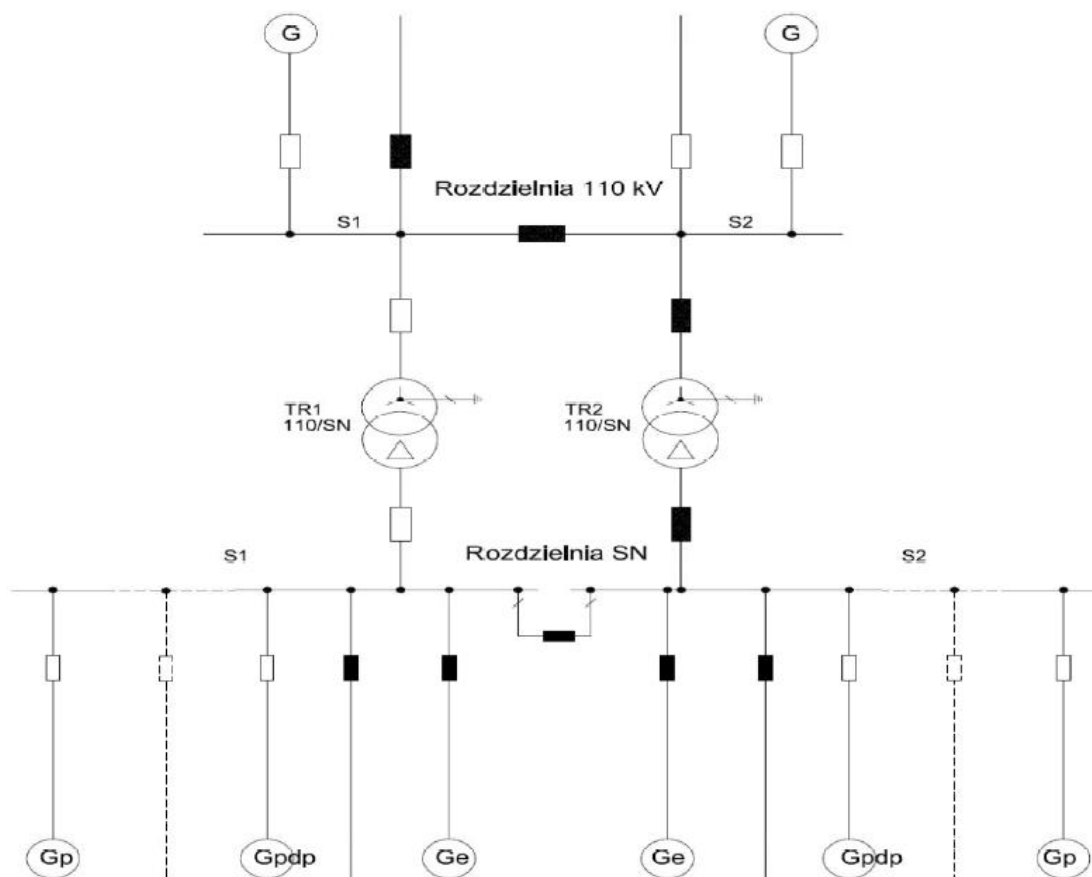 G
G
Rozdzielnia 110 kV
S1
S2
TR1
110/SN
TR2
110/SN
Rozdzielnia SN
S1
S2
Gp
Gpdp
Ge
Ge
Gpdp
Gp